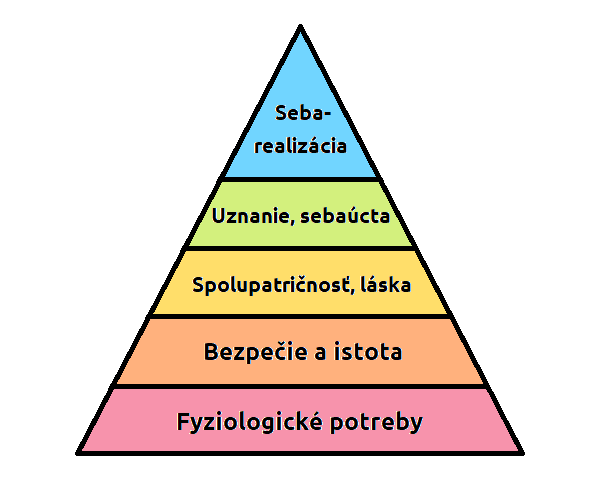 Seba-
realizácia
Uznanie, sebaúcta
Spolupatričnosť, láska
Bezpečie a istota
Fyziologické potreby